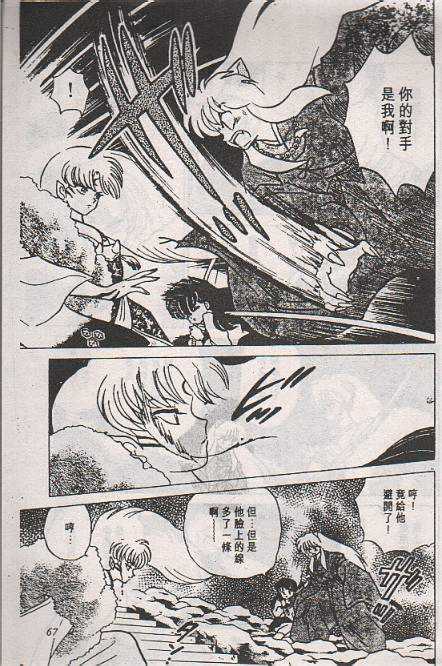 你的對手
是我啊！
！
哼！
竟給他
避開了！
但…但是
他臉上的線
多了一條
啊~~~~
哼…
67